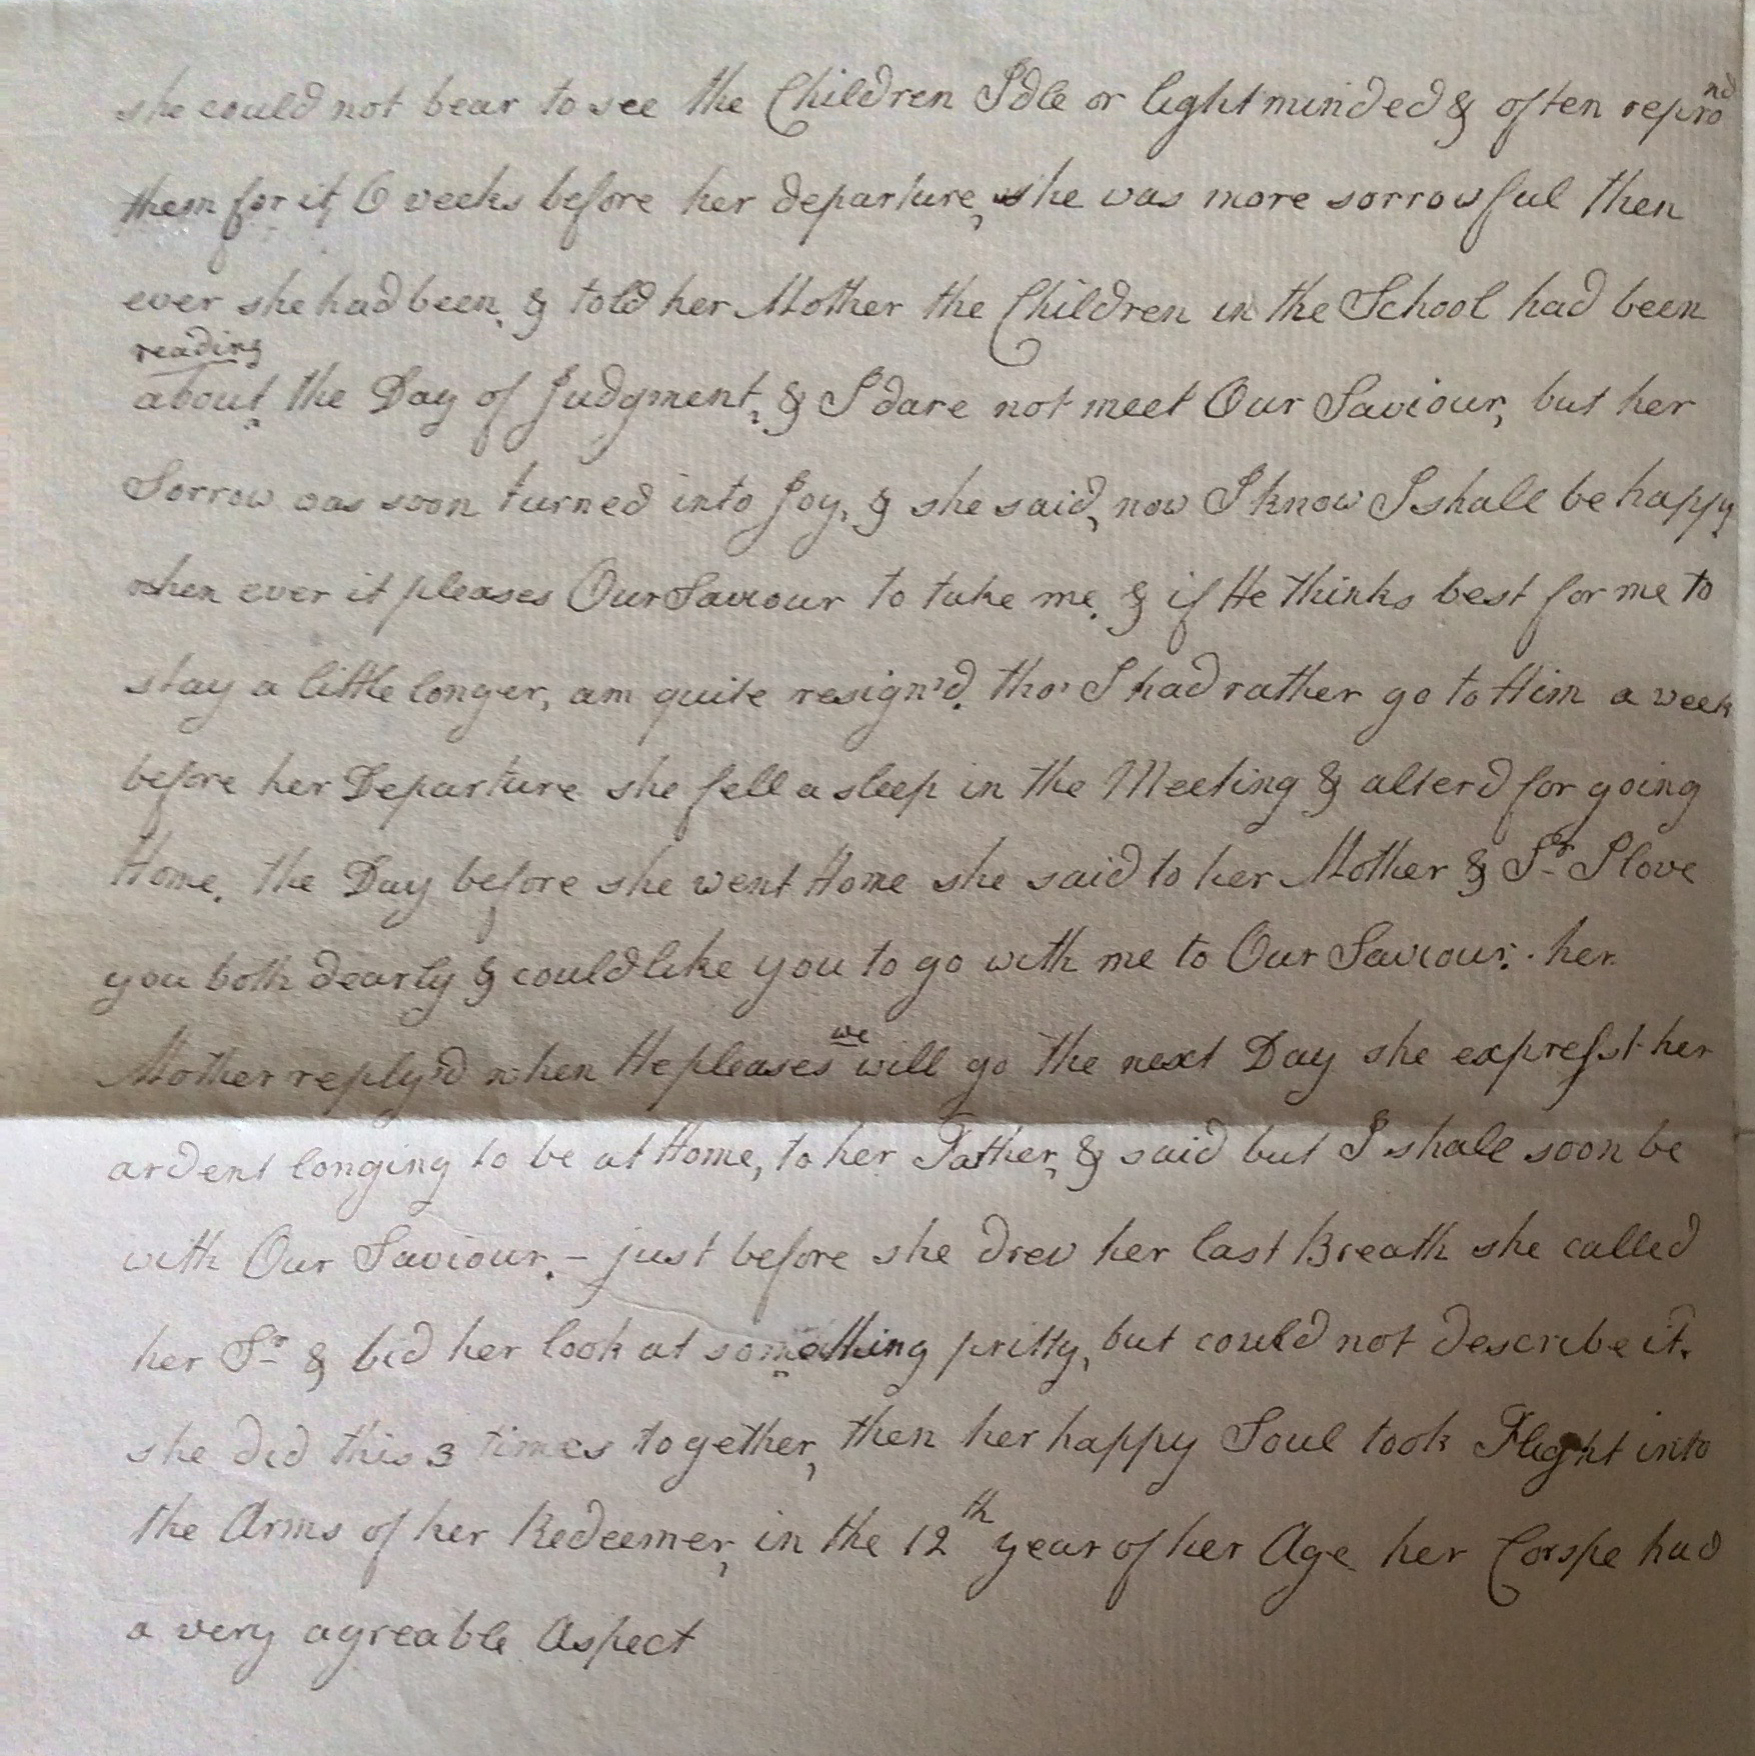 she could not bear to see the Children Idle or light minded & often repro^nd
them for it, 6 weeks before her departure, she was more sorrowful then
ever she had been, & told her Mother the Children in the School had been
reading
about the Day of Judgment, & I dare not meet Our Saviour, but her
Sorrow was soon turned into Joy, & she said, now I know I shall be happy
when ever it pleases Our Saviour to take me, & if He thinks best for me to
stay a little longer, am quite resign'd, tho' I had rather go to Him a week
before her Departure she fell a sleep in the Meeting & alterd for going
Home. the Day before she went Home she said to her Mother & Sr. I love
you both dearly & could like you to go with me to Our Saviour. her
we
Mother reply'd when He pleases will go the next Day she exprefst her
ardent longing to be at Home, to her Father, & said but I shall soon be
with Our Saviour. - just before she drew her last Breath she called
her Sr. & bid her look at something pritty, but could not describe it.
she did this 3 times together, then her happy Soul took Flight into
the Arms of her Redeemer, in the 12th year of her Age her Corspe had
a very agreable Aspect